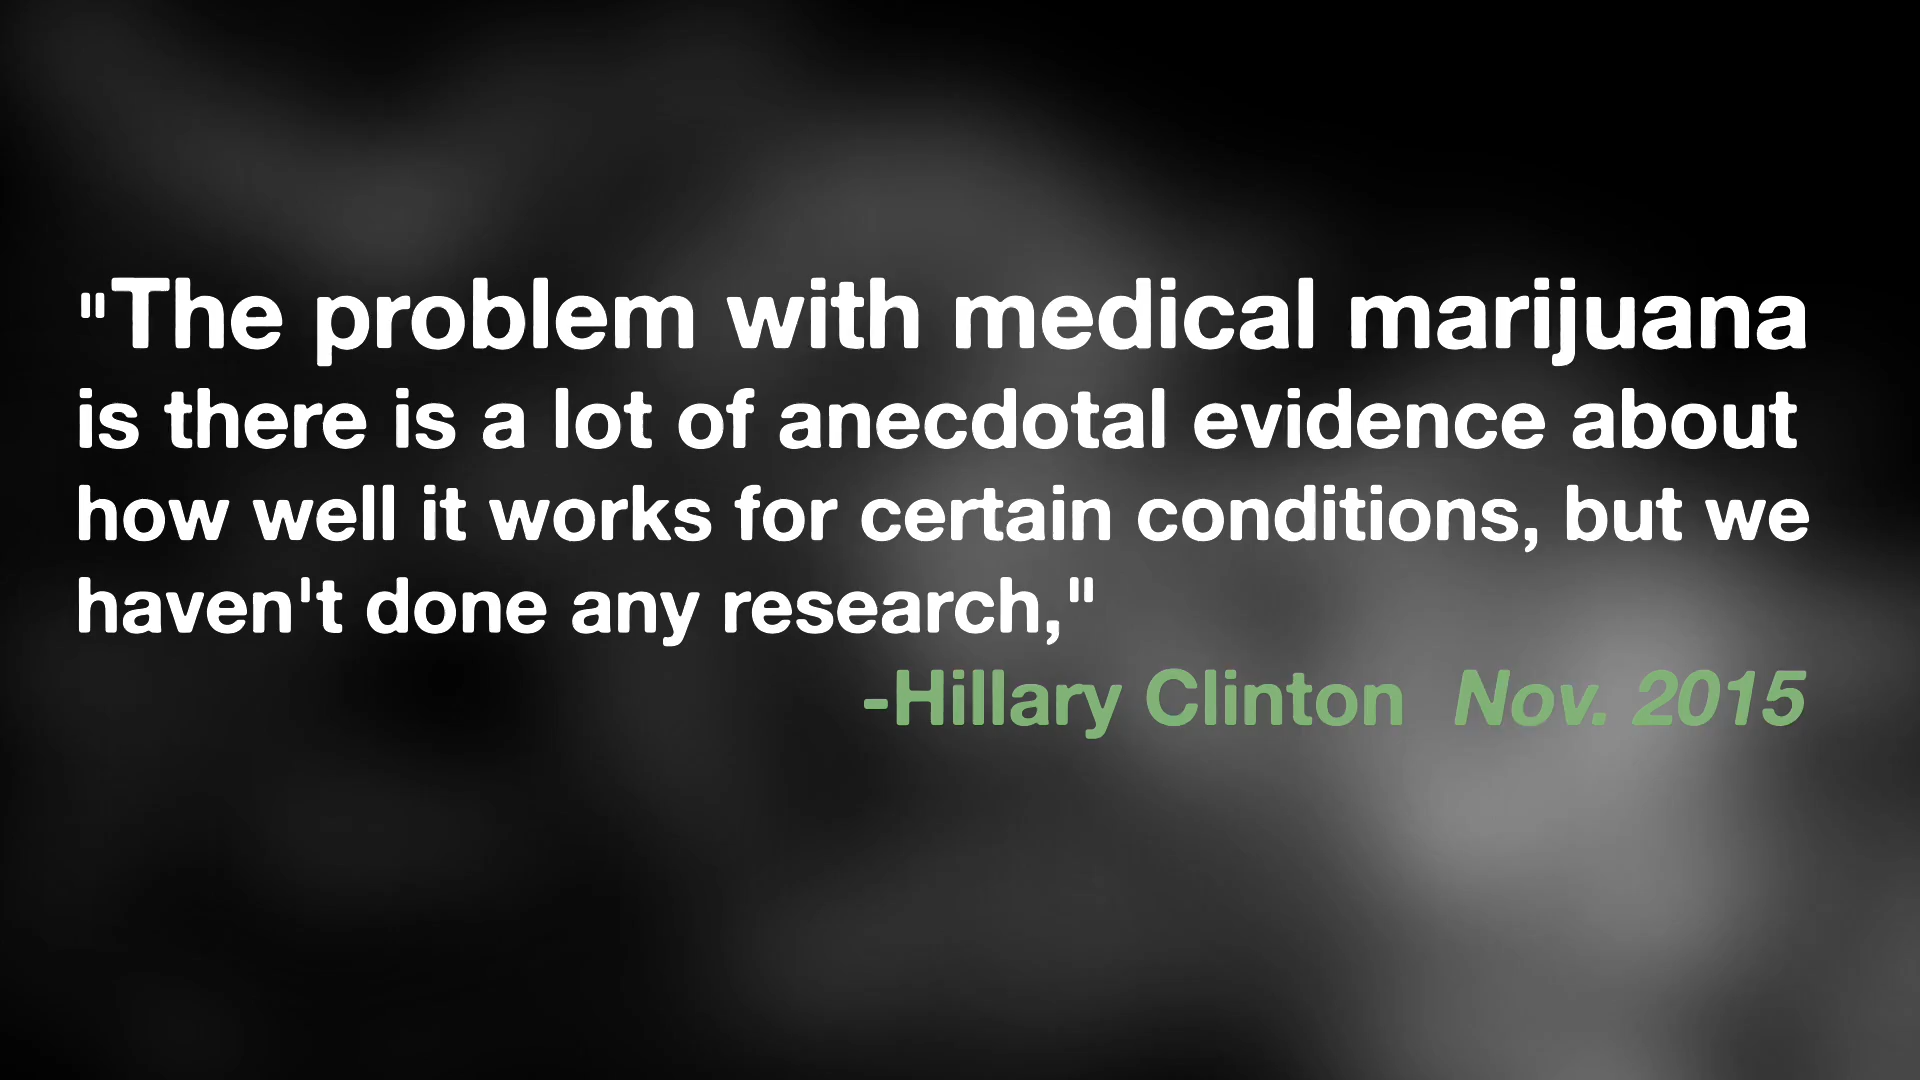 "The problem with medical marijuana
is there is a lot of anecdotal evidence about
how well it works for certain conditions, but we
haven't done any research,"
-Hillary Clinton Nov. 2015